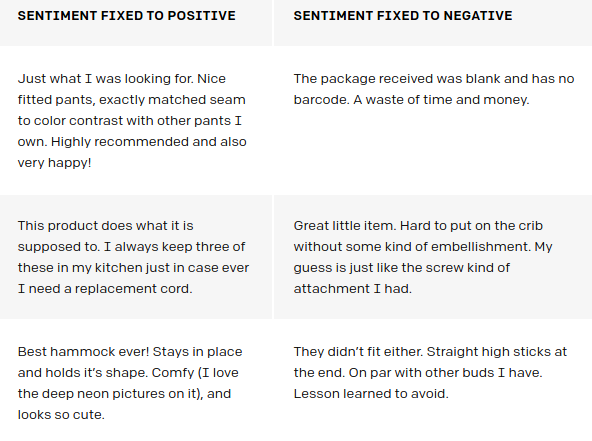 SENTIMENT FIXED TO POSITIVE
SENTIMENT FIXED TO NEGATIVE
Just what I was looking for. Nice
fitted pants, exactly matched seam
to color contrast with other pants I
own. Highly recommended and also
very happy!
The package received was blank and has no
barcode. A waste of time and money.
This product does what it is
supposed to. I always keep three of
these in my kitchen just in case ever
I need a replacement cord.
Great little item. Hard to put on the crib
without some kind of embellishment. My
guess is just like the screw kind of
attachment I had.
Best hammock ever! Stays in place
and holds it’s shape. Comfy (I love
the deep neon pictures on it), and
looks so cute.
They didn’t fit either. Straight high sticks at
the end. On par with other buds I have.
Lesson learned to avoid.